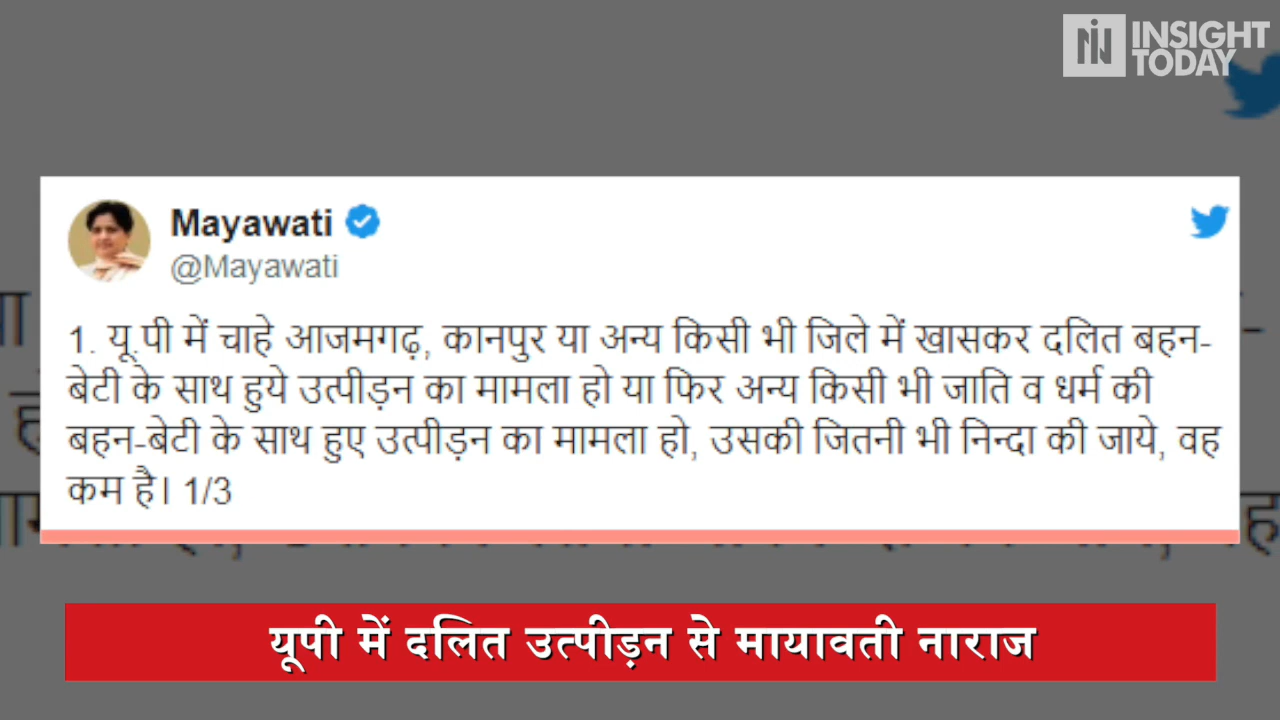 INSIGHT
TODAY
Mayawati
@Mayawati
1. यू.पी में चाहे आजमगढ़, कानपुर या अन्य किसी भी जिले में खासकर दलित बहन-
बेटी के साथ हुये उत्पीड़न का मामला हो या फिर अन्य किसी भी जाति व धर्म की
बहन-बेटी के साथ हुए उत्पीड़न का मामला हो, उसकी जितनी भी निन्दा की जाये, वह
कम है। 1/3
यूपी में दलित उत्पीड़न से मायावती नाराज